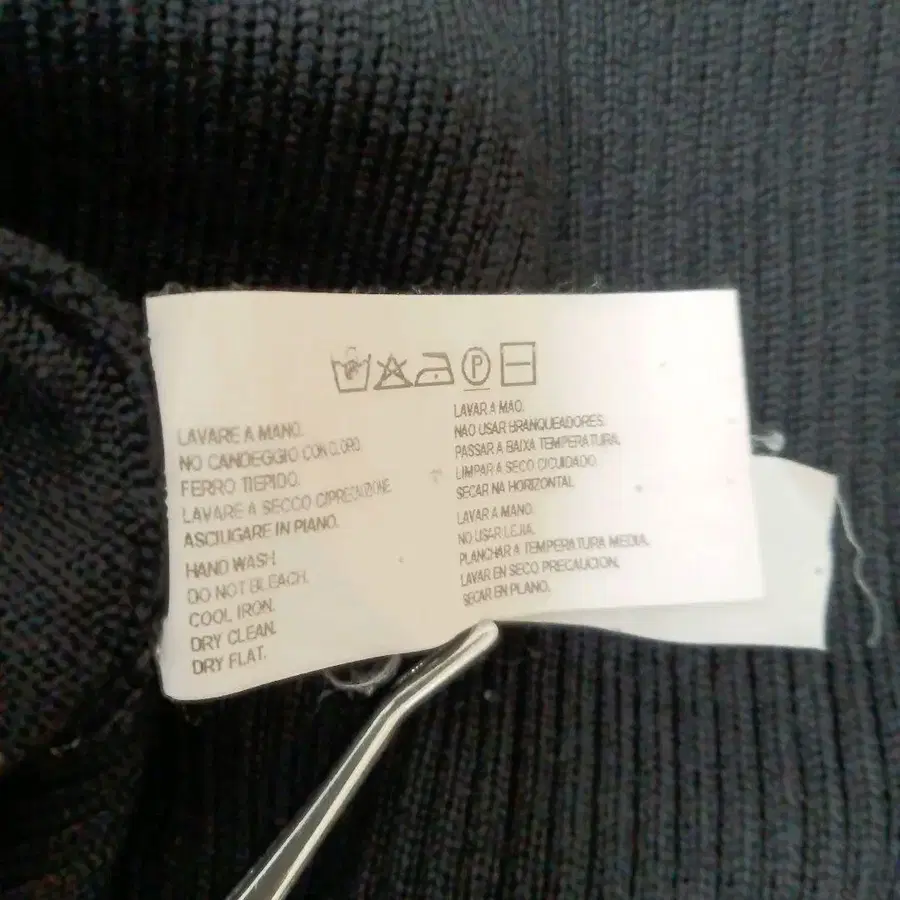 P
LAVARE A MANO.
NO CANDEGGIO CON CLORO.
FERRO TIEPIDO.
LAVARE A SECCO C/PRECAUZIONE.
ASCIUGARE IN PIANO.
HAND WASH.
DO NOT BLEACH.
COOL IRON.
DRY CLEAN.
DRY FLAT.
LAVAR A MAO.
NAO USAR BRANQUEADORES.
PASSAR A BAIXA TEMPERATURA.
LIMPAR A SECO C/CUIDADO.
SECAR NA HORIZONTAL.
LAVAR A MANO.
NO USAR LEJIA.
PLANCHAR A TEMPERATURA MEDIA.
LAVAR EN SECO PRECAUCION.
SECAR EN PLANO.